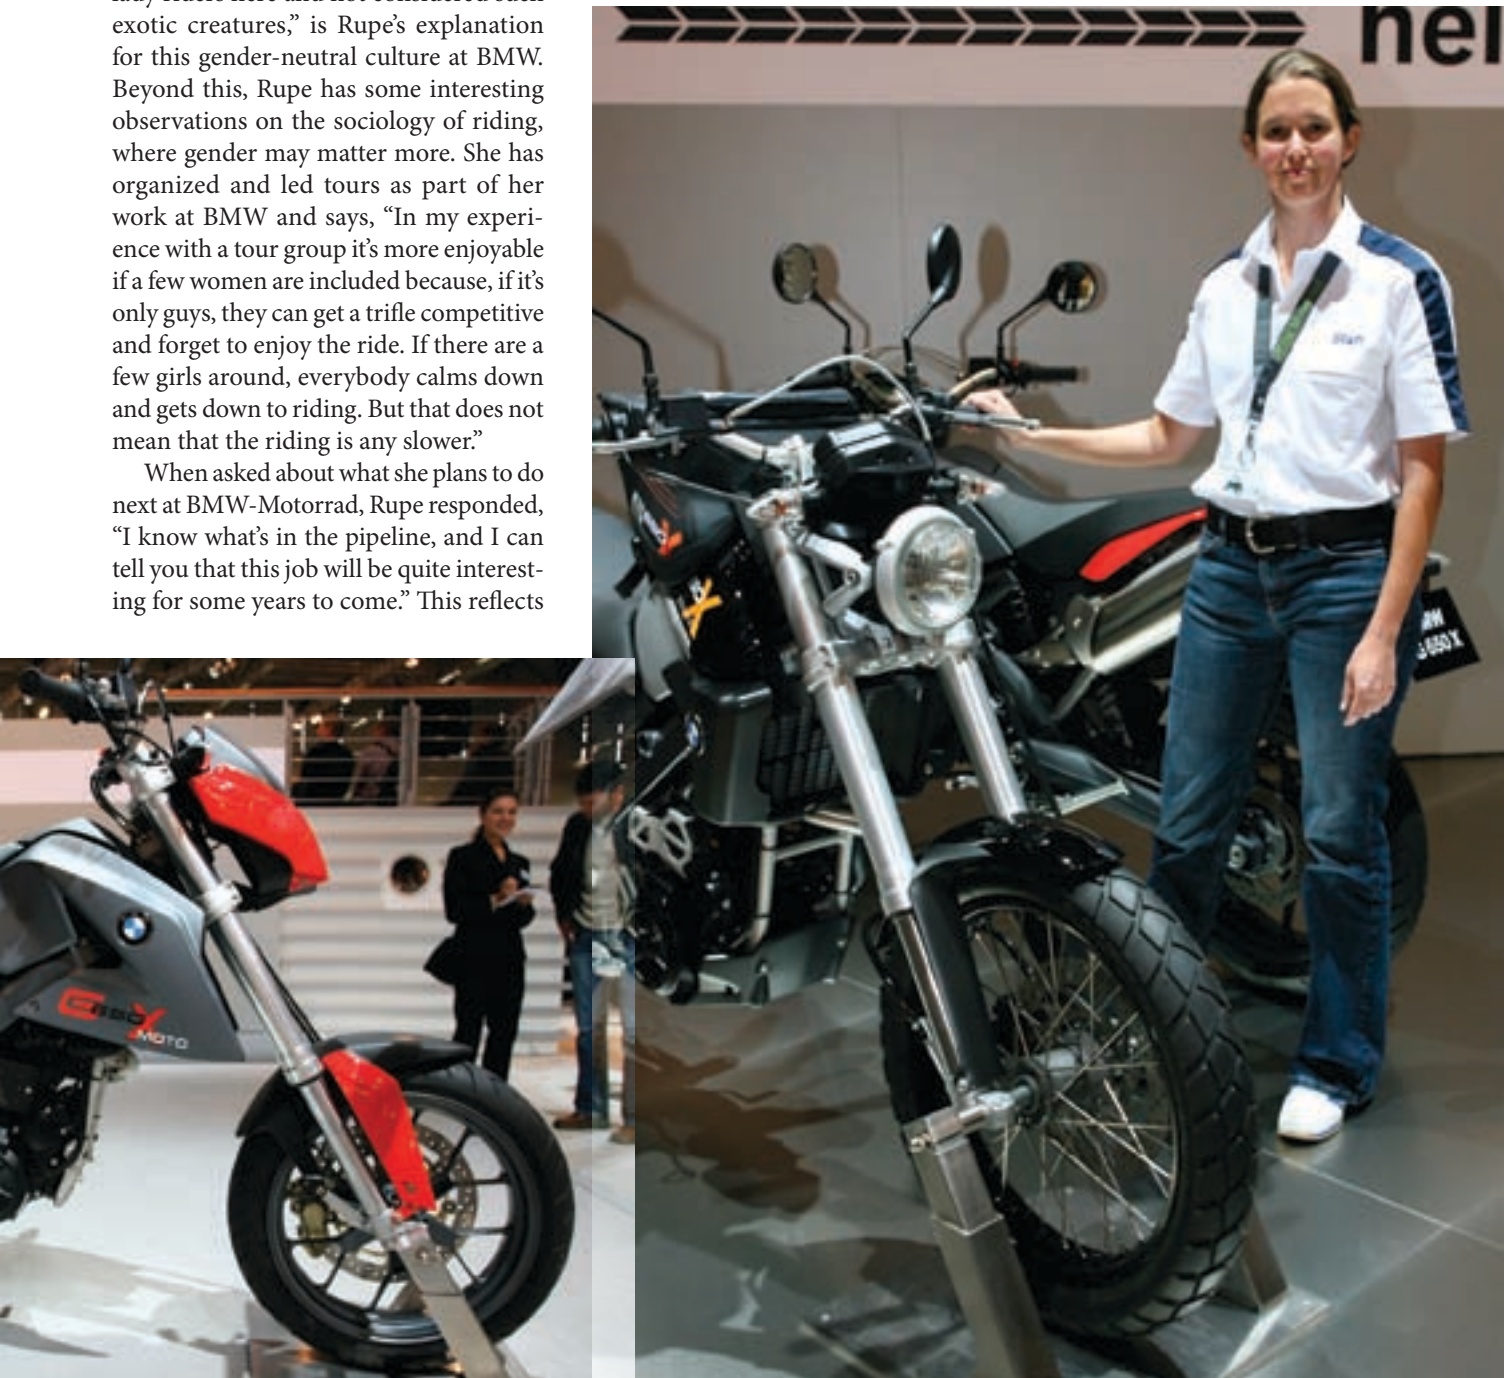 exotic creatures,” is Rupe’s explanation
for this gender-neutral culture at BMW.
Beyond this, Rupe has some interesting
observations on the sociology of riding,
where gender may matter more. She has
organized and led tours as part of her
work at BMW and says, “In my experi-
ence with a tour group it’s more enjoyable
if a few women are included because, if it’s
only guys, they can get a trifle competitive
and forget to enjoy the ride. If there are a
few girls around, everybody calms down
and gets down to riding. But that does not
mean that the riding is any slower.”
When asked about what she plans to do
next at BMW-Motorrad, Rupe responded,
“I know what’s in the pipeline, and I can
tell you that this job will be quite interest-
ing for some years to come.” This reflects
hel
MW
G 650 X
G650X
MOTO